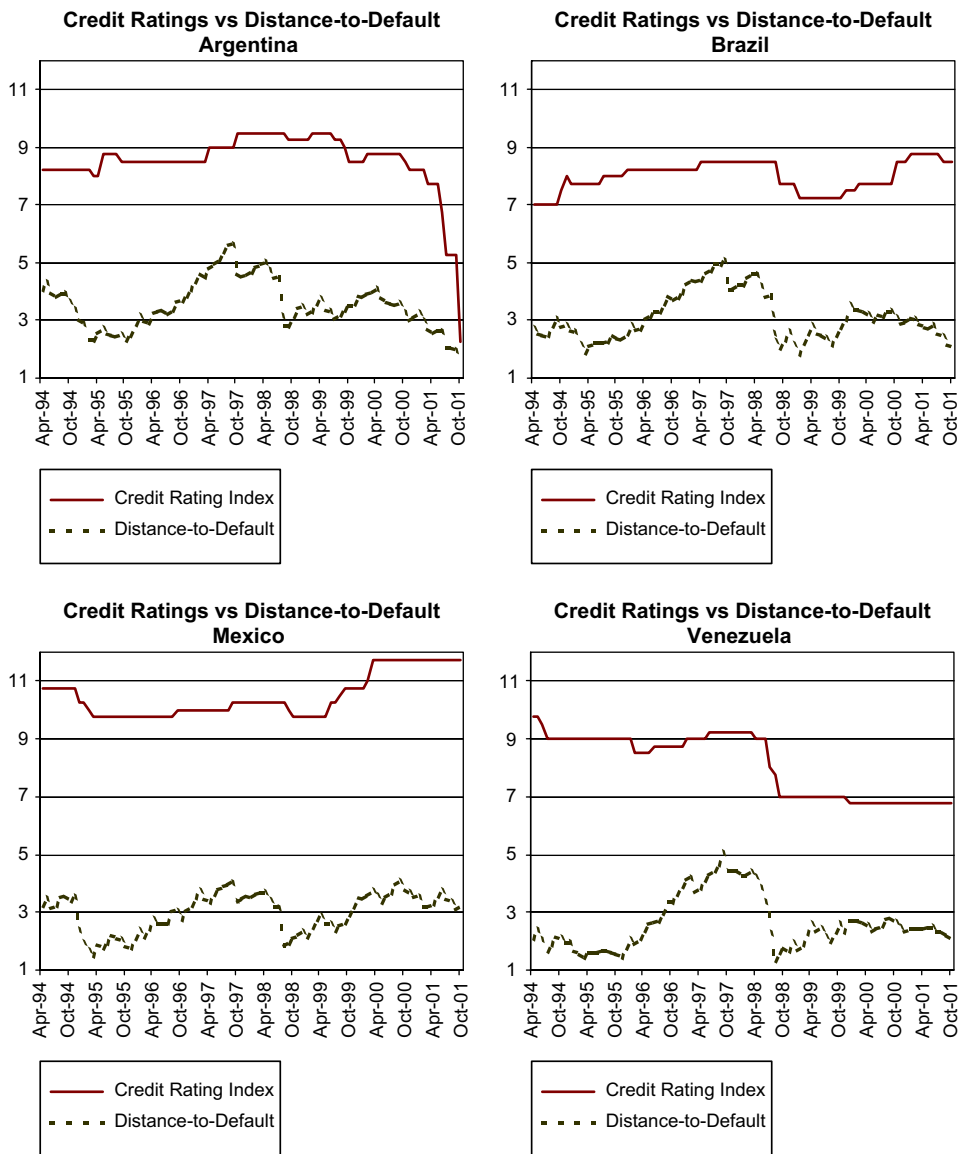 Credit Ratings vs Distance-to-Default
Argentina
11
9
7
5
3
1
Apr-94
Oct-94
Apr-95
Oct-95
Apr-96
Oct-96
Apr-97
Oct-97
Apr-98
Oct-98
Apr-99
Oct-99
Apr-00
Oct-00
Apr-01
Oct-01
Credit Rating Index
Distance-to-Default
Credit Ratings vs Distance-to-Default
Brazil
11
9
7
5
3
1
Apr-94
Oct-94
Apr-95
Oct-95
Apr-96
Oct-96
Apr-97
Oct-97
Apr-98
Oct-98
Apr-99
Oct-99
Apr-00
Oct-00
Apr-01
Oct-01
Credit Rating Index
Distance-to-Default
Credit Ratings vs Distance-to-Default
Mexico
11
9
7
5
3
1
Apr-94
Oct-94
Apr-95
Oct-95
Apr-96
Oct-96
Apr-97
Oct-97
Apr-98
Oct-98
Apr-99
Oct-99
Apr-00
Oct-00
Apr-01
Oct-01
Credit Rating Index
Distance-to-Default
Credit Ratings vs Distance-to-Default
Venezuela
11
9
7
5
3
1
Apr-94
Oct-94
Apr-95
Oct-95
Apr-96
Oct-96
Apr-97
Oct-97
Apr-98
Oct-98
Apr-99
Oct-99
Apr-00
Oct-00
Apr-01
Oct-01
Credit Rating Index
Distance-to-Default